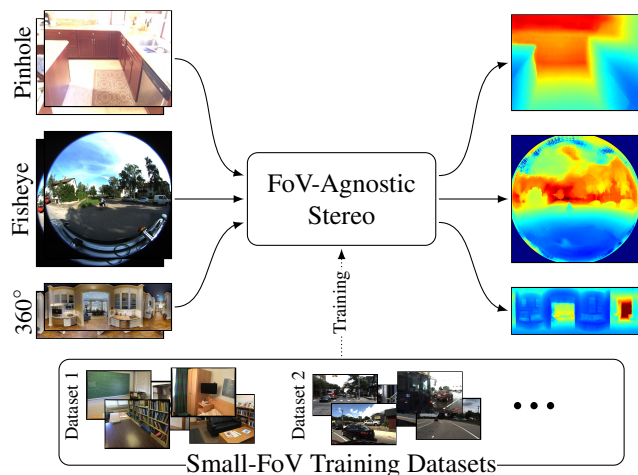 Pinhole
Fisheye
360°
FoV-Agnostic
Stereo
Training
Dataset 1
Dataset 2
Small-FoV Training Datasets